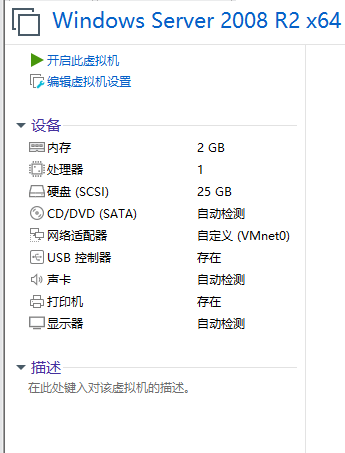 Windows Server 2008 R2 x64
开启此虚拟机
编辑虚拟机设置
设备
内存 2 GB
处理器 1
硬盘 (SCSI) 25 GB
CD/DVD (SATA) 自动检测
网络适配器 自定义 (VMnet0)
USB 控制器 存在
声卡 自动检测
打印机 存在
显示器 自动检测
描述
在此处键入对该虚拟机的描述。